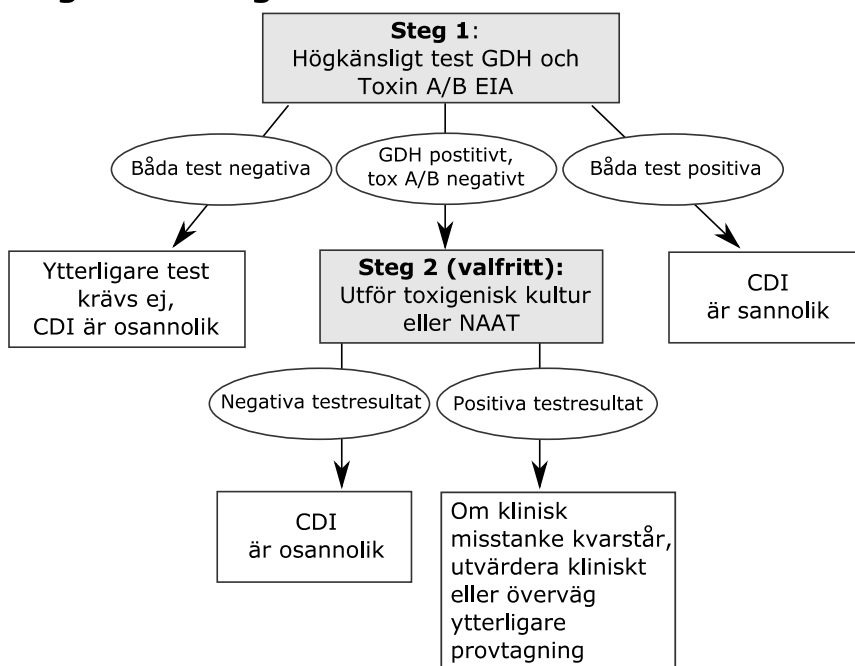 Steg 1:
Högkänsligt test GDH och
Toxin A/B EIA
Båda test negativa
GDH postitivt,
tox A/B negativt
Båda test positiva
Ytterligare test
krävs ej,
CDI är osannolik
Steg 2 (valfritt):
Utför toxigenisk kultur
eller NAAT
CDI
är sannolik
Negativa testresultat
Positiva testresultat
CDI
är osannolik
Om klinisk
misstanke kvarstår,
utvärdera kliniskt
eller överväg
ytterligare
provtagning